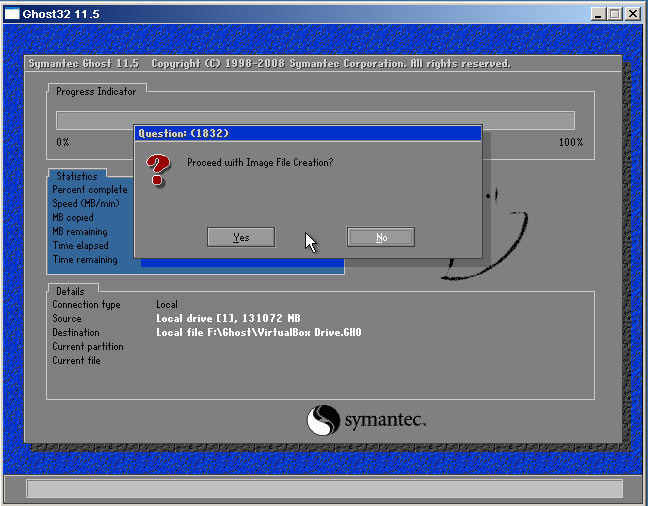 Ghost32 11.5
Symantec Ghost 11.5 Copyright (C) 1998-2008 Symantec Corporation. All rights reserved.
Progress Indicator
0% 100%
Question: (1832)
Proceed with Image File Creation?
Yes No
Statistics
Percent complete
Speed (MB/min)
MB copied
MB remaining
Time elapsed
Time remaining
Details
Connection type Local
Source Local drive [1], 131072 MB
Destination Local file F:\Ghost\VirtualBox Drive.GHO
Current partition
Current file
symantec.